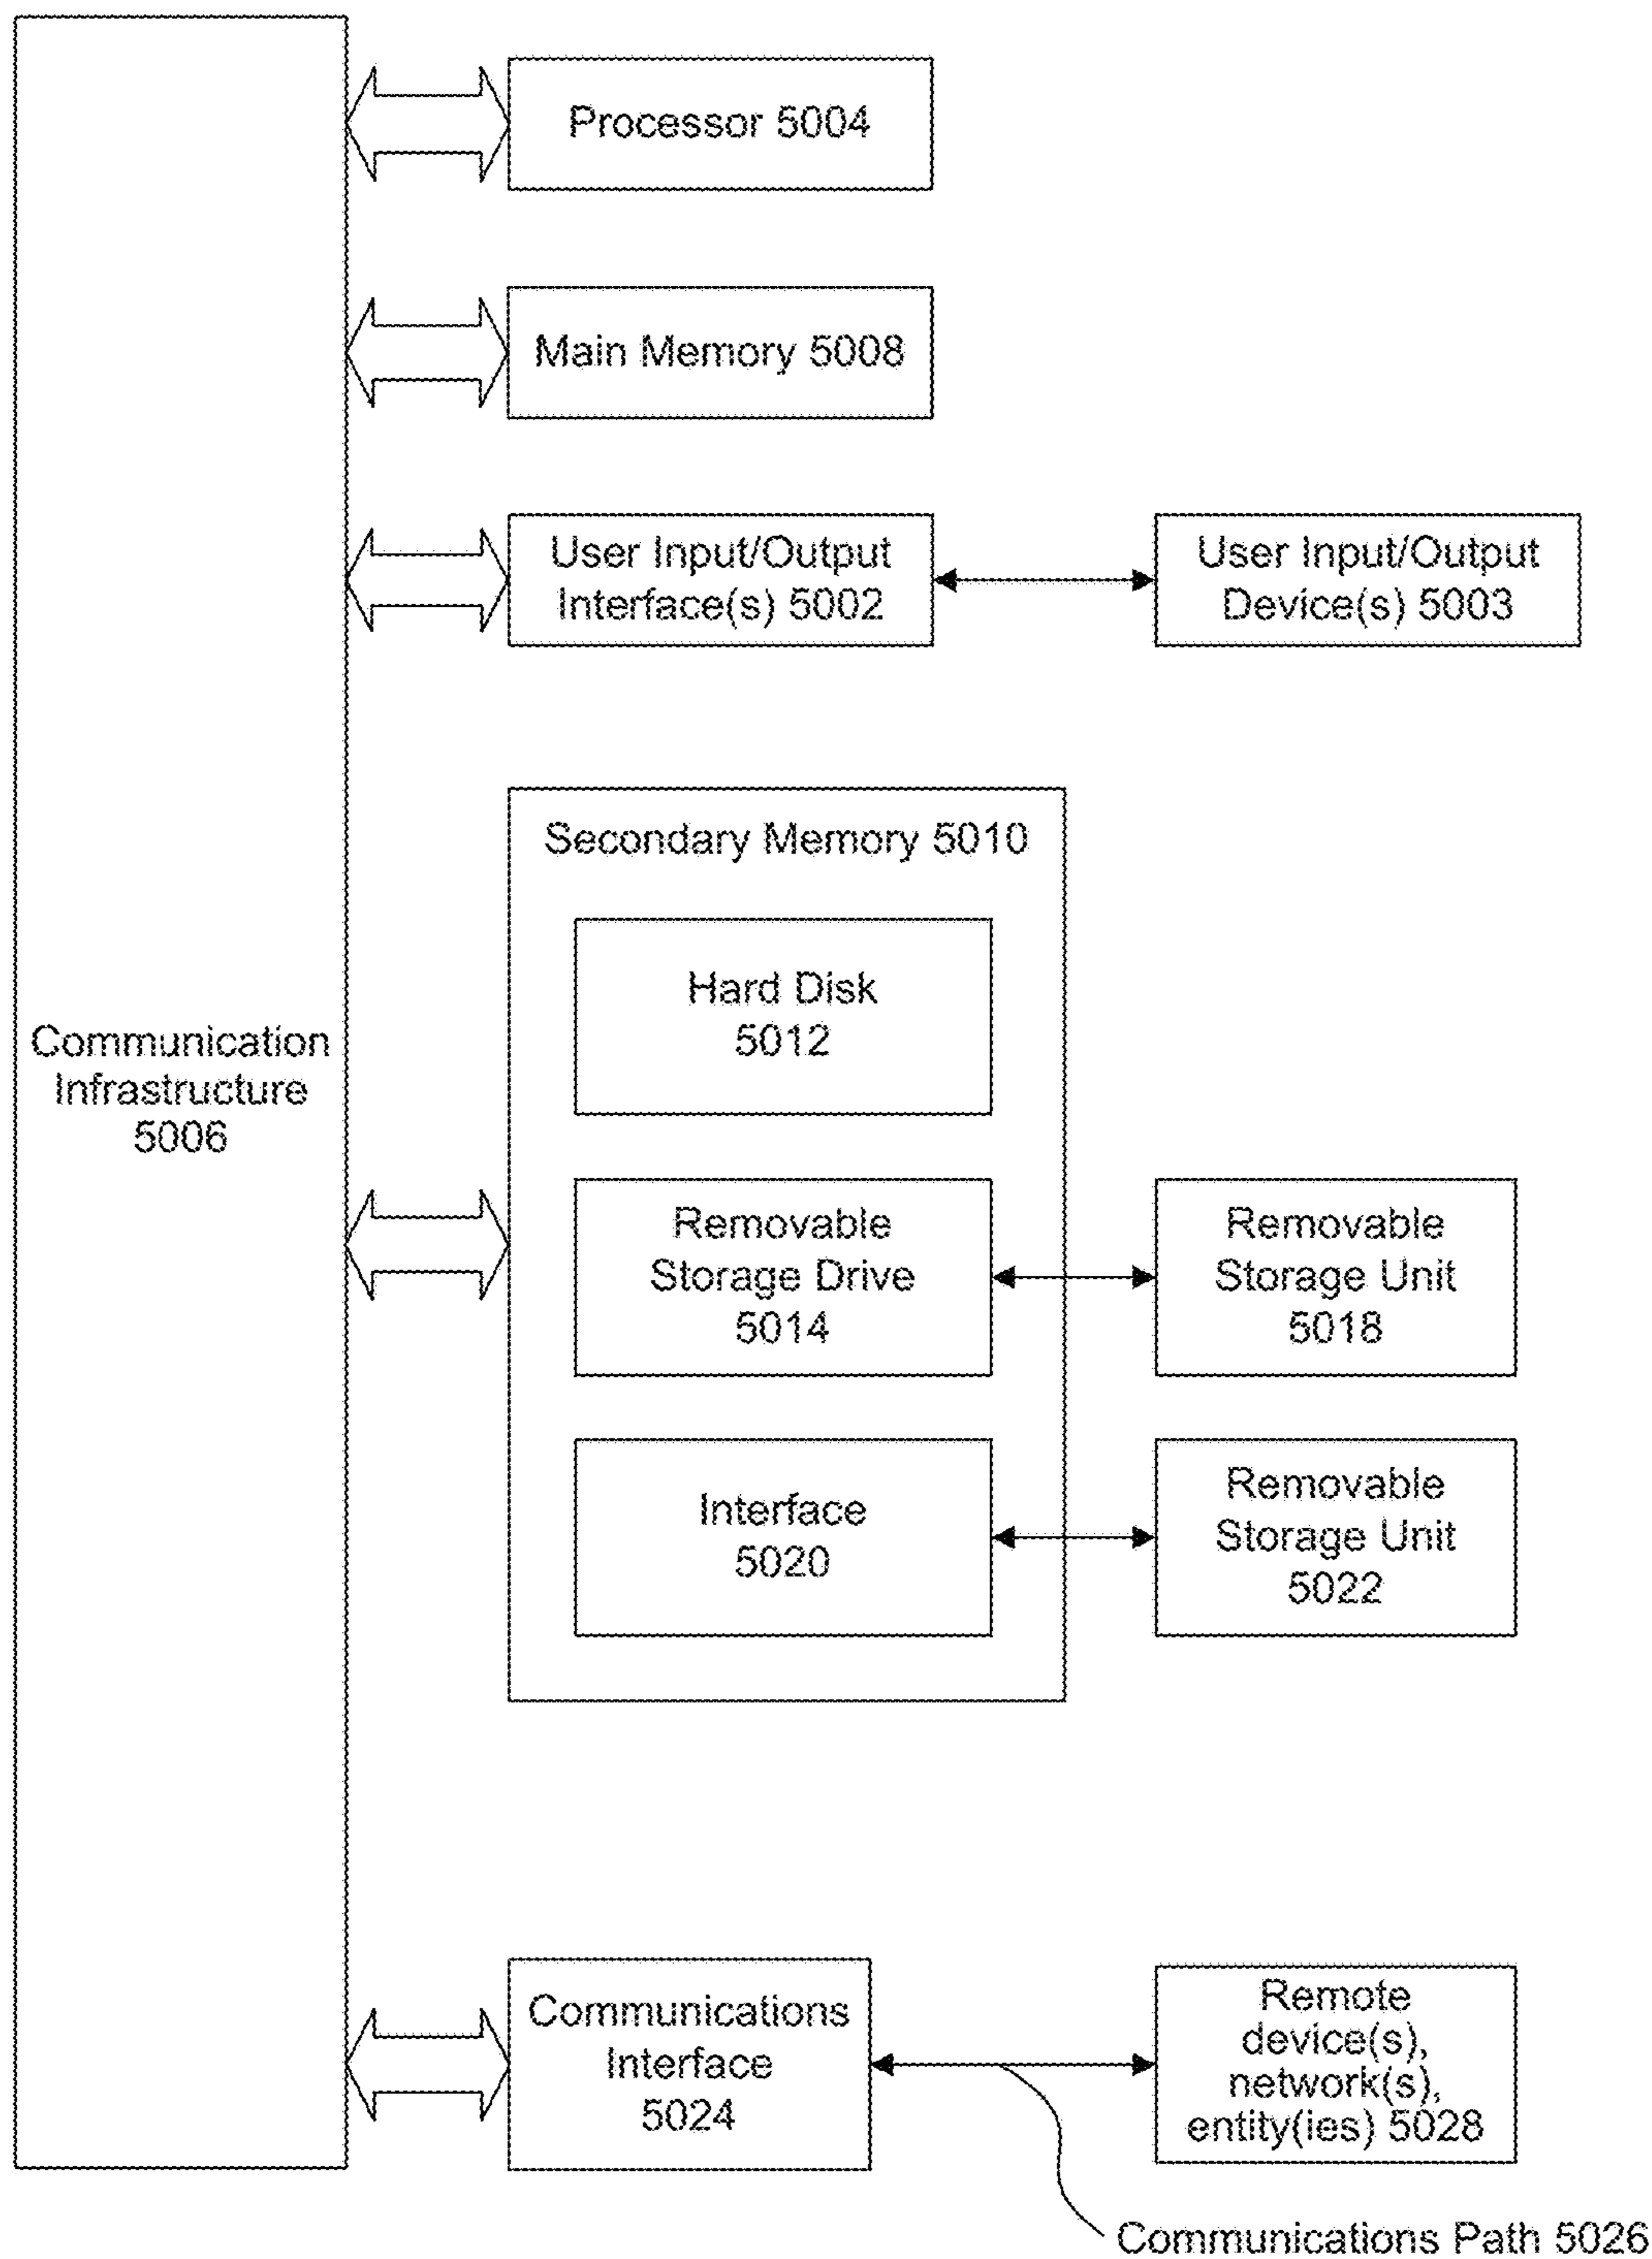 Processor 5004
Main Memory 5008
User Input/Output
Interface(s) 5002
User Input/Output
Device(s) 5003
Secondary Memory 5010
Hard Disk
5012
Communication
Infrastructure
5006
Removable
Storage Drive
5014
Removable
Storage Unit
5018
Interface
5020
Removable
Storage Unit
5022
Communications
Interface
5024
Remote
device(s),
network(s),
entity(ies) 5028
Communications Path 5026